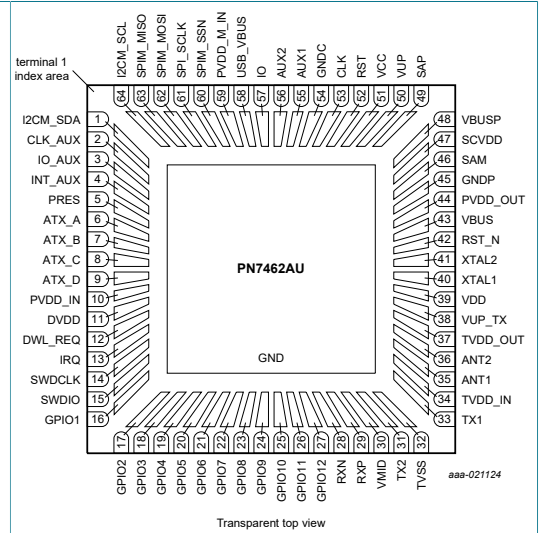 terminal 1
index area
I2CM_SCL
SPIM_MISO
SPIM_MOSI
SPI_SCLK
SPIM_SSN
PVDD_M_IN
USB_VBUS
IO
AUX2
AUX1
GNDC
CLK
RST
VCC
VUP
SAP
64 63 62 61 60 59 58 57 56 55 54 53 52 51 50 49
I2CM_SDA 1
CLK_AUX 2
IO_AUX 3
INT_AUX 4
PRES 5
ATX_A 6
ATX_B 7
ATX_C 8
ATX_D 9
PVDD_IN 10
DVDD 11
DWL_REQ 12
IRQ 13
SWDCLK 14
SWDIO 15
GPIO1 16
PN7462AU
GND
48 VBUSP
47 SCVDD
46 SAM
45 GNDP
44 PVDD_OUT
43 VBUS
42 RST_N
41 XTAL2
40 XTAL1
39 VDD
38 VUP_TX
37 TVDD_OUT
36 ANT2
35 ANT1
34 TVDD_IN
33 TX1
17 18 19 20 21 22 23 24 25 26 27 28 29 30 31 32
GPIO2
GPIO3
GPIO4
GPIO5
GPIO6
GPIO7
GPIO8
GPIO9
GPIO10
GPIO11
GPIO12
RXN
RXP
VMID
TX2
TVSS
aaa-021124
Transparent top view